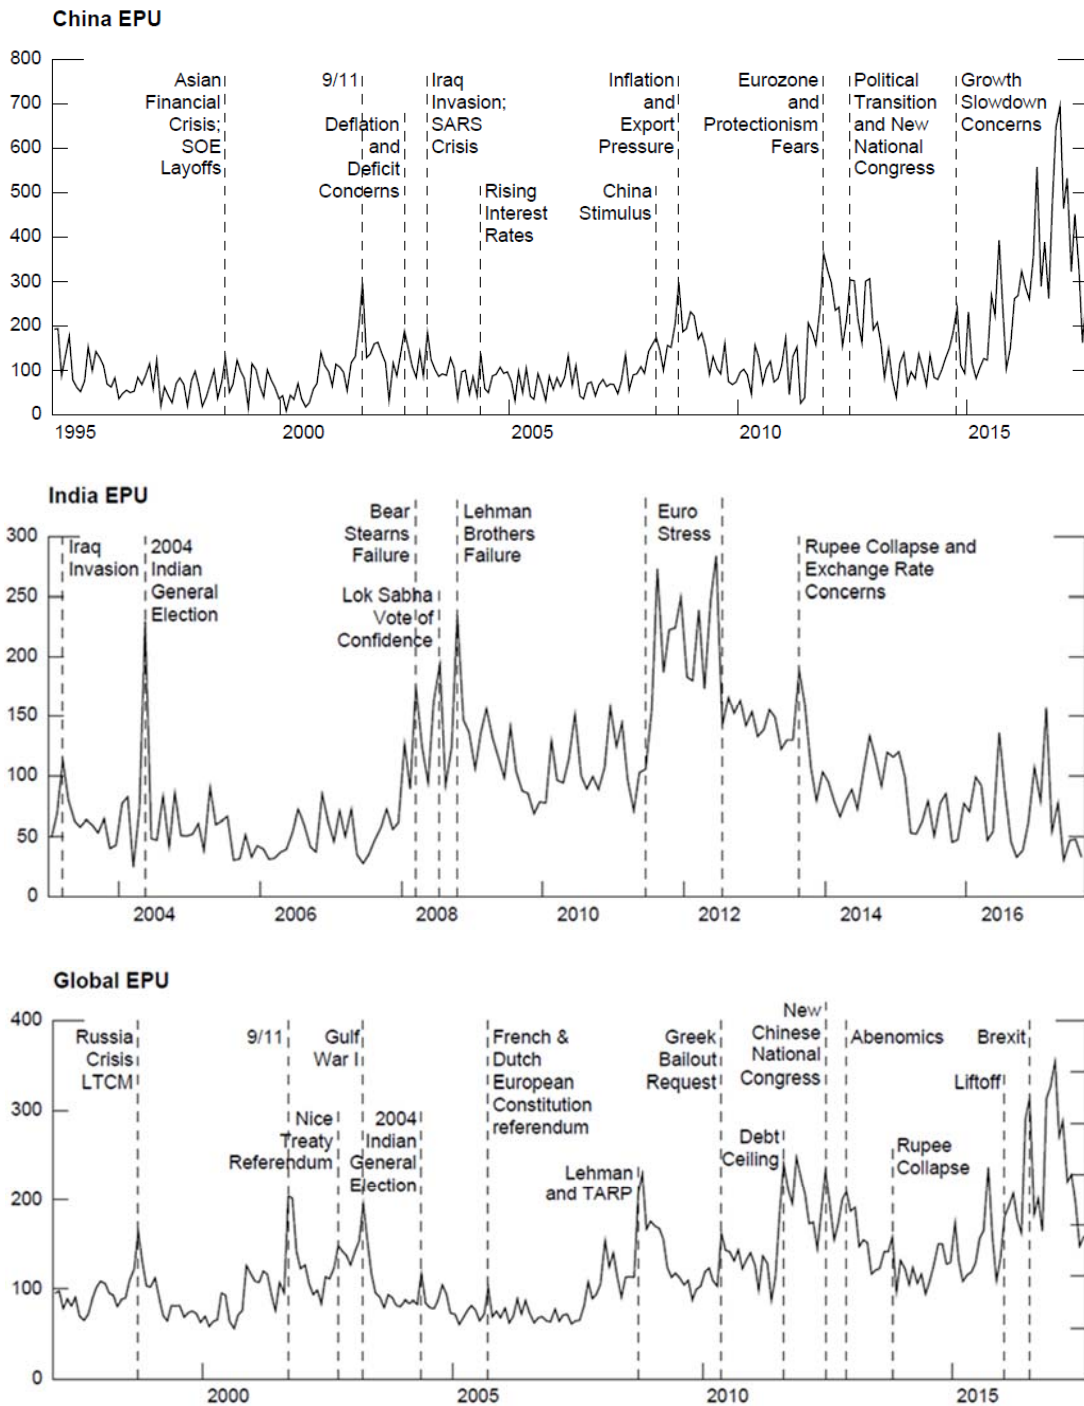 China EPU
800
700
600
500
400
300
200
100
0
Asian
Financial
Crisis;
SOE
Layoffs
9/11
Deflation
and
Deficit
Concerns
Iraq
Invasion;
SARS
Crisis
Rising
Interest
Rates
Inflation
and
Export
Pressure
China
Stimulus
Eurozone
and
Protectionism
Fears
Political
Transition
and New
National
Congress
Growth
Slowdown
Concerns
1995
2000
2005
2010
2015
India EPU
300
250
200
150
100
50
0
Iraq
Invasion
2004
Indian
General
Election
Bear
Stearns
Failure
Lok Sabha
Vote of
Confidence
Lehman
Brothers
Failure
Euro
Stress
Rupee Collapse and
Exchange Rate
Concerns
2004
2006
2008
2010
2012
2014
2016
Global EPU
400
300
200
100
0
Russia
Crisis
LTCM
9/11
Nice
Treaty
Referendum
Gulf
War I
2004
Indian
General
Election
French &
Dutch
European
Constitution
referendum
Lehman
and TARP
Greek
Bailout
Request
Debt
Ceiling
New
Chinese
National
Congress
Abenomics
Rupee
Collapse
Brexit
Liftoff
2000
2005
2010
2015